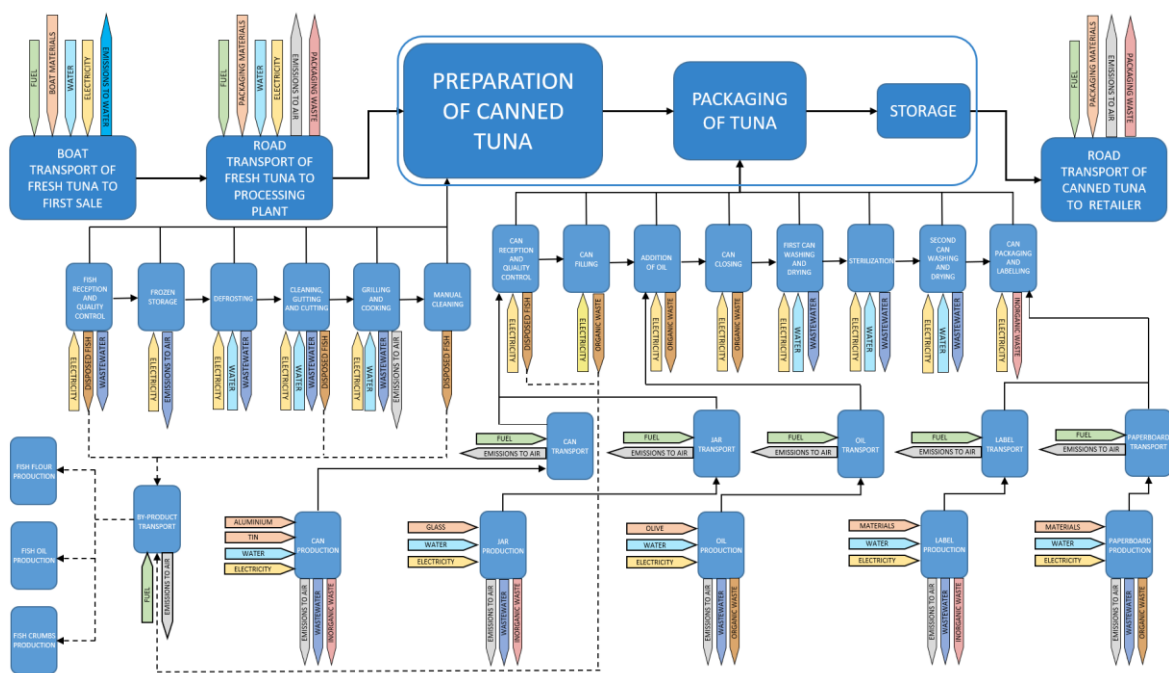 FUEL
BOAT MATERIALS
WATER
ELECTRICITY
EMISSIONS TO WATER
FUEL
PACKAGING MATERIALS
WATER
ELECTRICITY
EMISSIONS TO AIR
PACKAGING WASTE
FUEL
PACKAGING MATERIALS
EMISSIONS TO AIR
PACKAGING WASTE
BOAT
TRANSPORT OF
FRESH TUNA TO
FIRST SALE
ROAD
TRANSPORT OF
FRESH TUNA TO
PROCESSING
PLANT
PREPARATION
OF CANNED
TUNA
PACKAGING
OF TUNA
STORAGE
ROAD
TRANSPORT OF
CANNED TUNA
TO RETAILER
FISH
RECEPTION
AND QUALITY
CONTROL
FROZEN
STORAGE
DEFROSTING
CLEANING,
GUTTING
AND CUTTING
GRILLING
AND
COOKING
MANUAL
CLEANING
CAN
RECEPTION
AND QUALITY
CONTROL
CAN
FILLING
ADDITION
OF OIL
CAN
CLOSING
FIRST CAN
WASHING
AND
DRYING
STERILIZATION
SECOND
CAN
WASHING
AND
DRYING
CAN
PACKAGING
AND
LABELLING
ELECTRICITY
DISPOSED FISH
WASTEWATER
ELECTRICITY
EMISSIONS TO AIR
ELECTRICITY
WATER
WASTEWATER
ELECTRICITY
WATER
WASTEWATER
DISPOSED FISH
ELECTRICITY
WATER
WASTEWATER
EMISSIONS TO AIR
DISPOSED FISH
ELECTRICITY
DISPOSED FISH
ELECTRICITY
ORGANIC WASTE
ELECTRICITY
ORGANIC WASTE
ELECTRICITY
ORGANIC WASTE
ELECTRICITY
WATER
WASTEWATER
ELECTRICITY
WATER
WASTEWATER
ELECTRICITY
WATER
WASTEWATER
ELECTRICITY
INORGANIC WASTE
FUEL
EMISSIONS TO AIR
CAN
TRANSPORT
FUEL
EMISSIONS TO AIR
JAR
TRANSPORT
FUEL
EMISSIONS TO AIR
OIL
TRANSPORT
FUEL
EMISSIONS TO AIR
LABEL
TRANSPORT
FUEL
EMISSIONS TO AIR
PAPERBOARD
TRANSPORT
FISH FLOUR
PRODUCTION
FISH OIL
PRODUCTION
FISH CRUMBS
PRODUCTION
BY-PRODUCT
TRANSPORT
FUEL
EMISSIONS TO AIR
ALUMINIUM
TIN
WATER
ELECTRICITY
CAN
PRODUCTION
EMISSIONS TO AIR
WASTEWATER
INORGANIC WASTE
GLASS
WATER
ELECTRICITY
JAR
PRODUCTION
EMISSIONS TO AIR
WASTEWATER
INORGANIC WASTE
OLIVE
WATER
ELECTRICITY
OIL
PRODUCTION
EMISSIONS TO AIR
WASTEWATER
ORGANIC WASTE
MATERIALS
WATER
ELECTRICITY
LABEL
PRODUCTION
EMISSIONS TO AIR
WASTEWATER
INORGANIC WASTE
MATERIALS
WATER
ELECTRICITY
PAPERBOARD
PRODUCTION
EMISSIONS TO AIR
WASTEWATER
ORGANIC WASTE